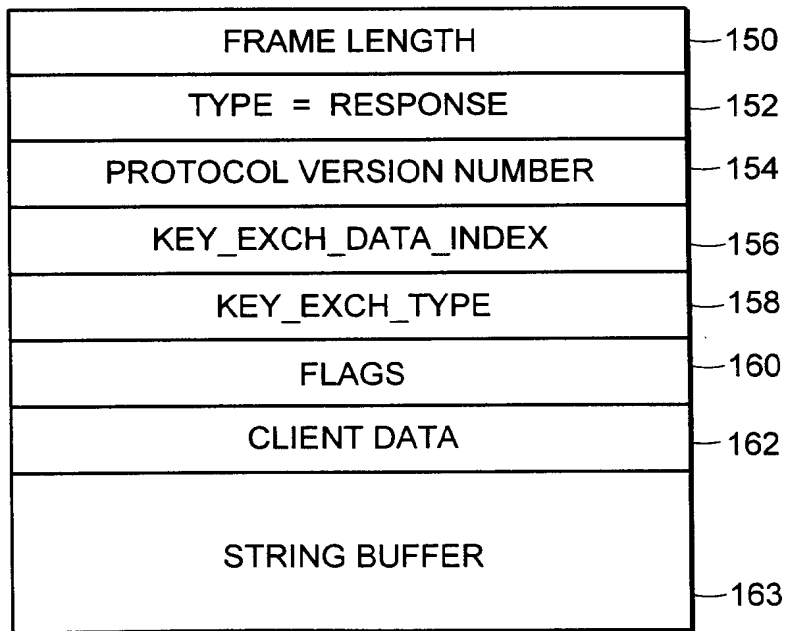 FRAME LENGTH 150
TYPE = RESPONSE 152
PROTOCOL VERSION NUMBER 154
KEY_EXCH_DATA_INDEX 156
KEY_EXCH_TYPE 158
FLAGS 160
CLIENT DATA 162
STRING BUFFER
163